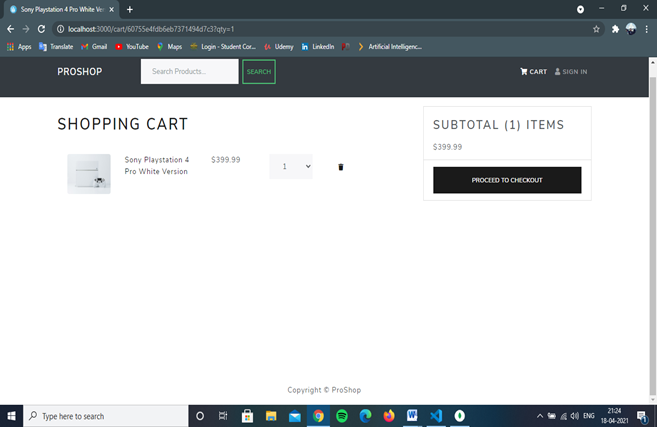 Sony Playstation 4 Pro White Ver
localhost:3000/cart/60755e4fdb6eb7371494d7c3?qty=1
Apps Translate Gmail YouTube Maps Login - Student Cor... Udemy LinkedIn Artificial Intelligenc...
PROSHOP Search Products... SEARCH CART SIGN IN
SHOPPING CART
Sony Playstation 4
Pro White Version
$399.99
1
SUBTOTAL (1) ITEMS
$399.99
PROCEED TO CHECKOUT
Copyright © ProShop
Type here to search
ENG
21:24
18-04-2021
1